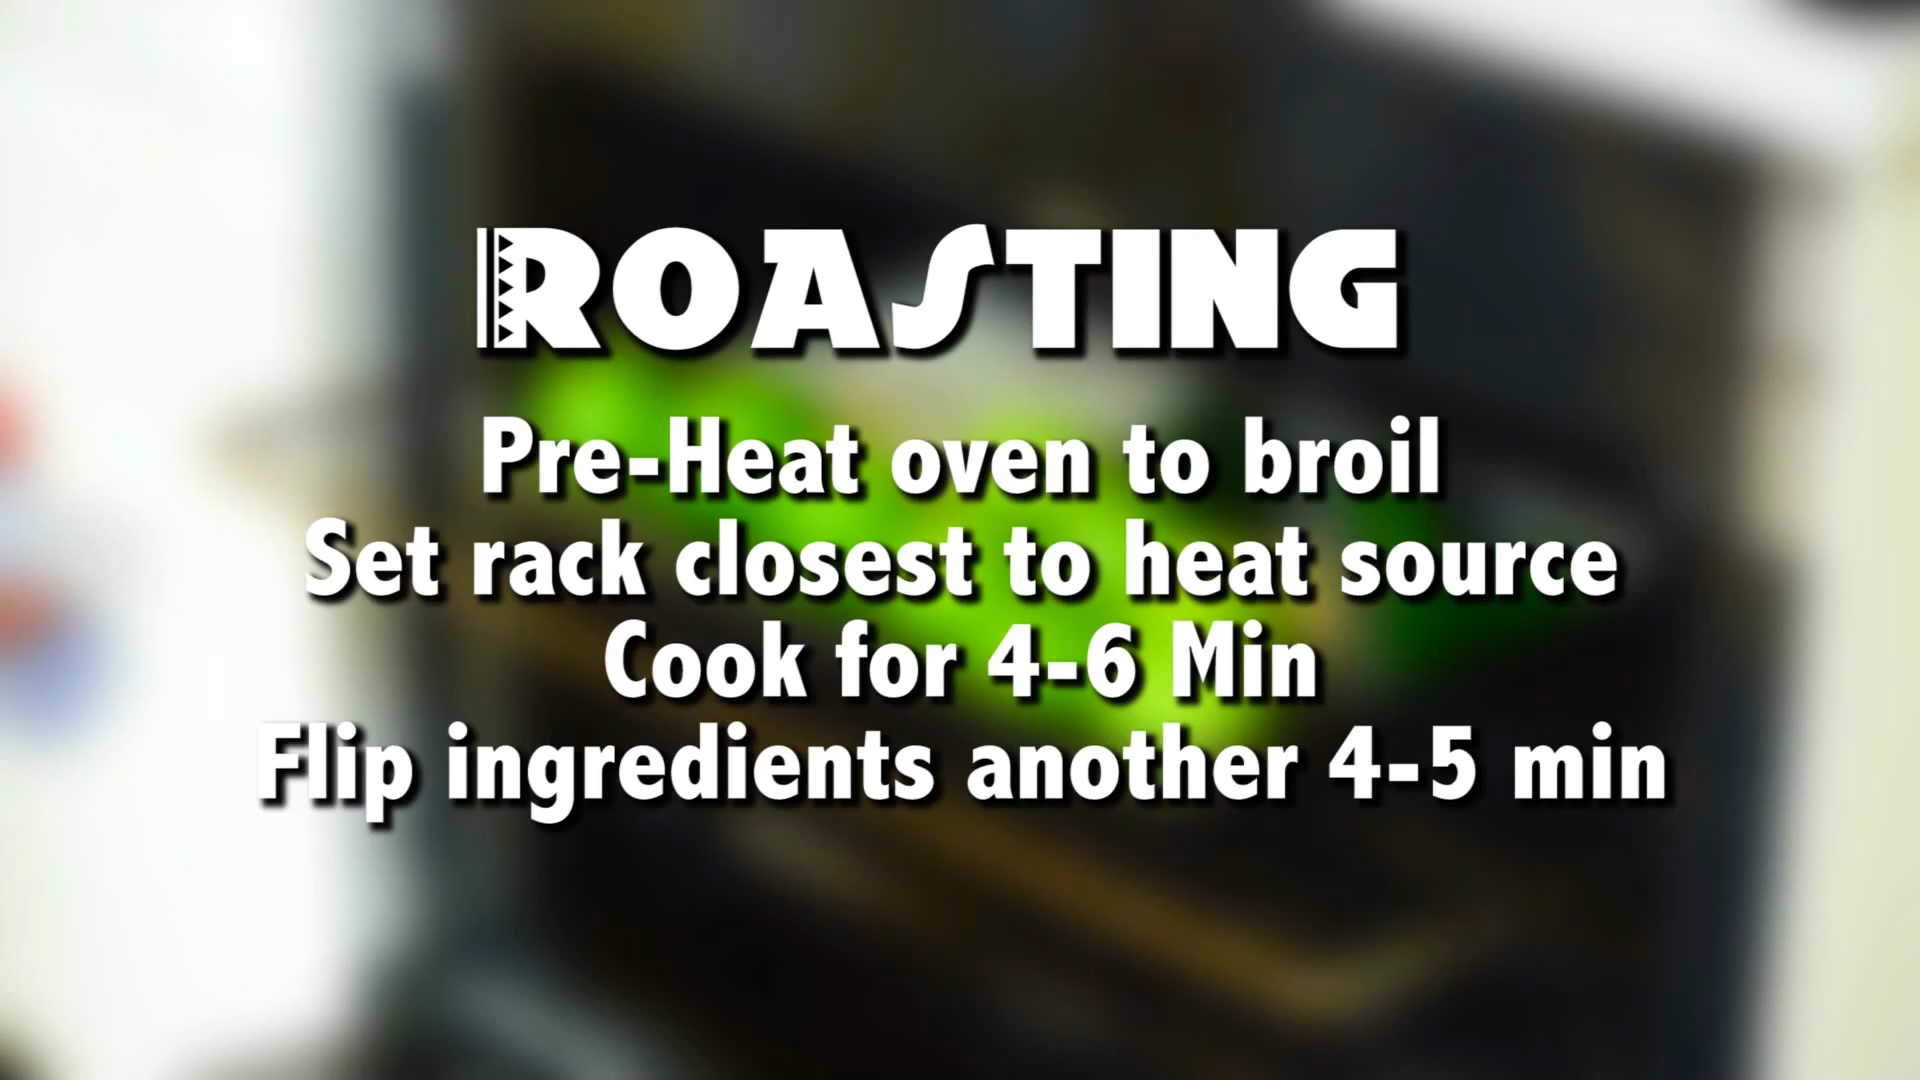 ROASTING
Pre-Heat oven to broil
Set rack closest to heat source
Cook for 4-6 Min
Flip ingredients another 4-5 min